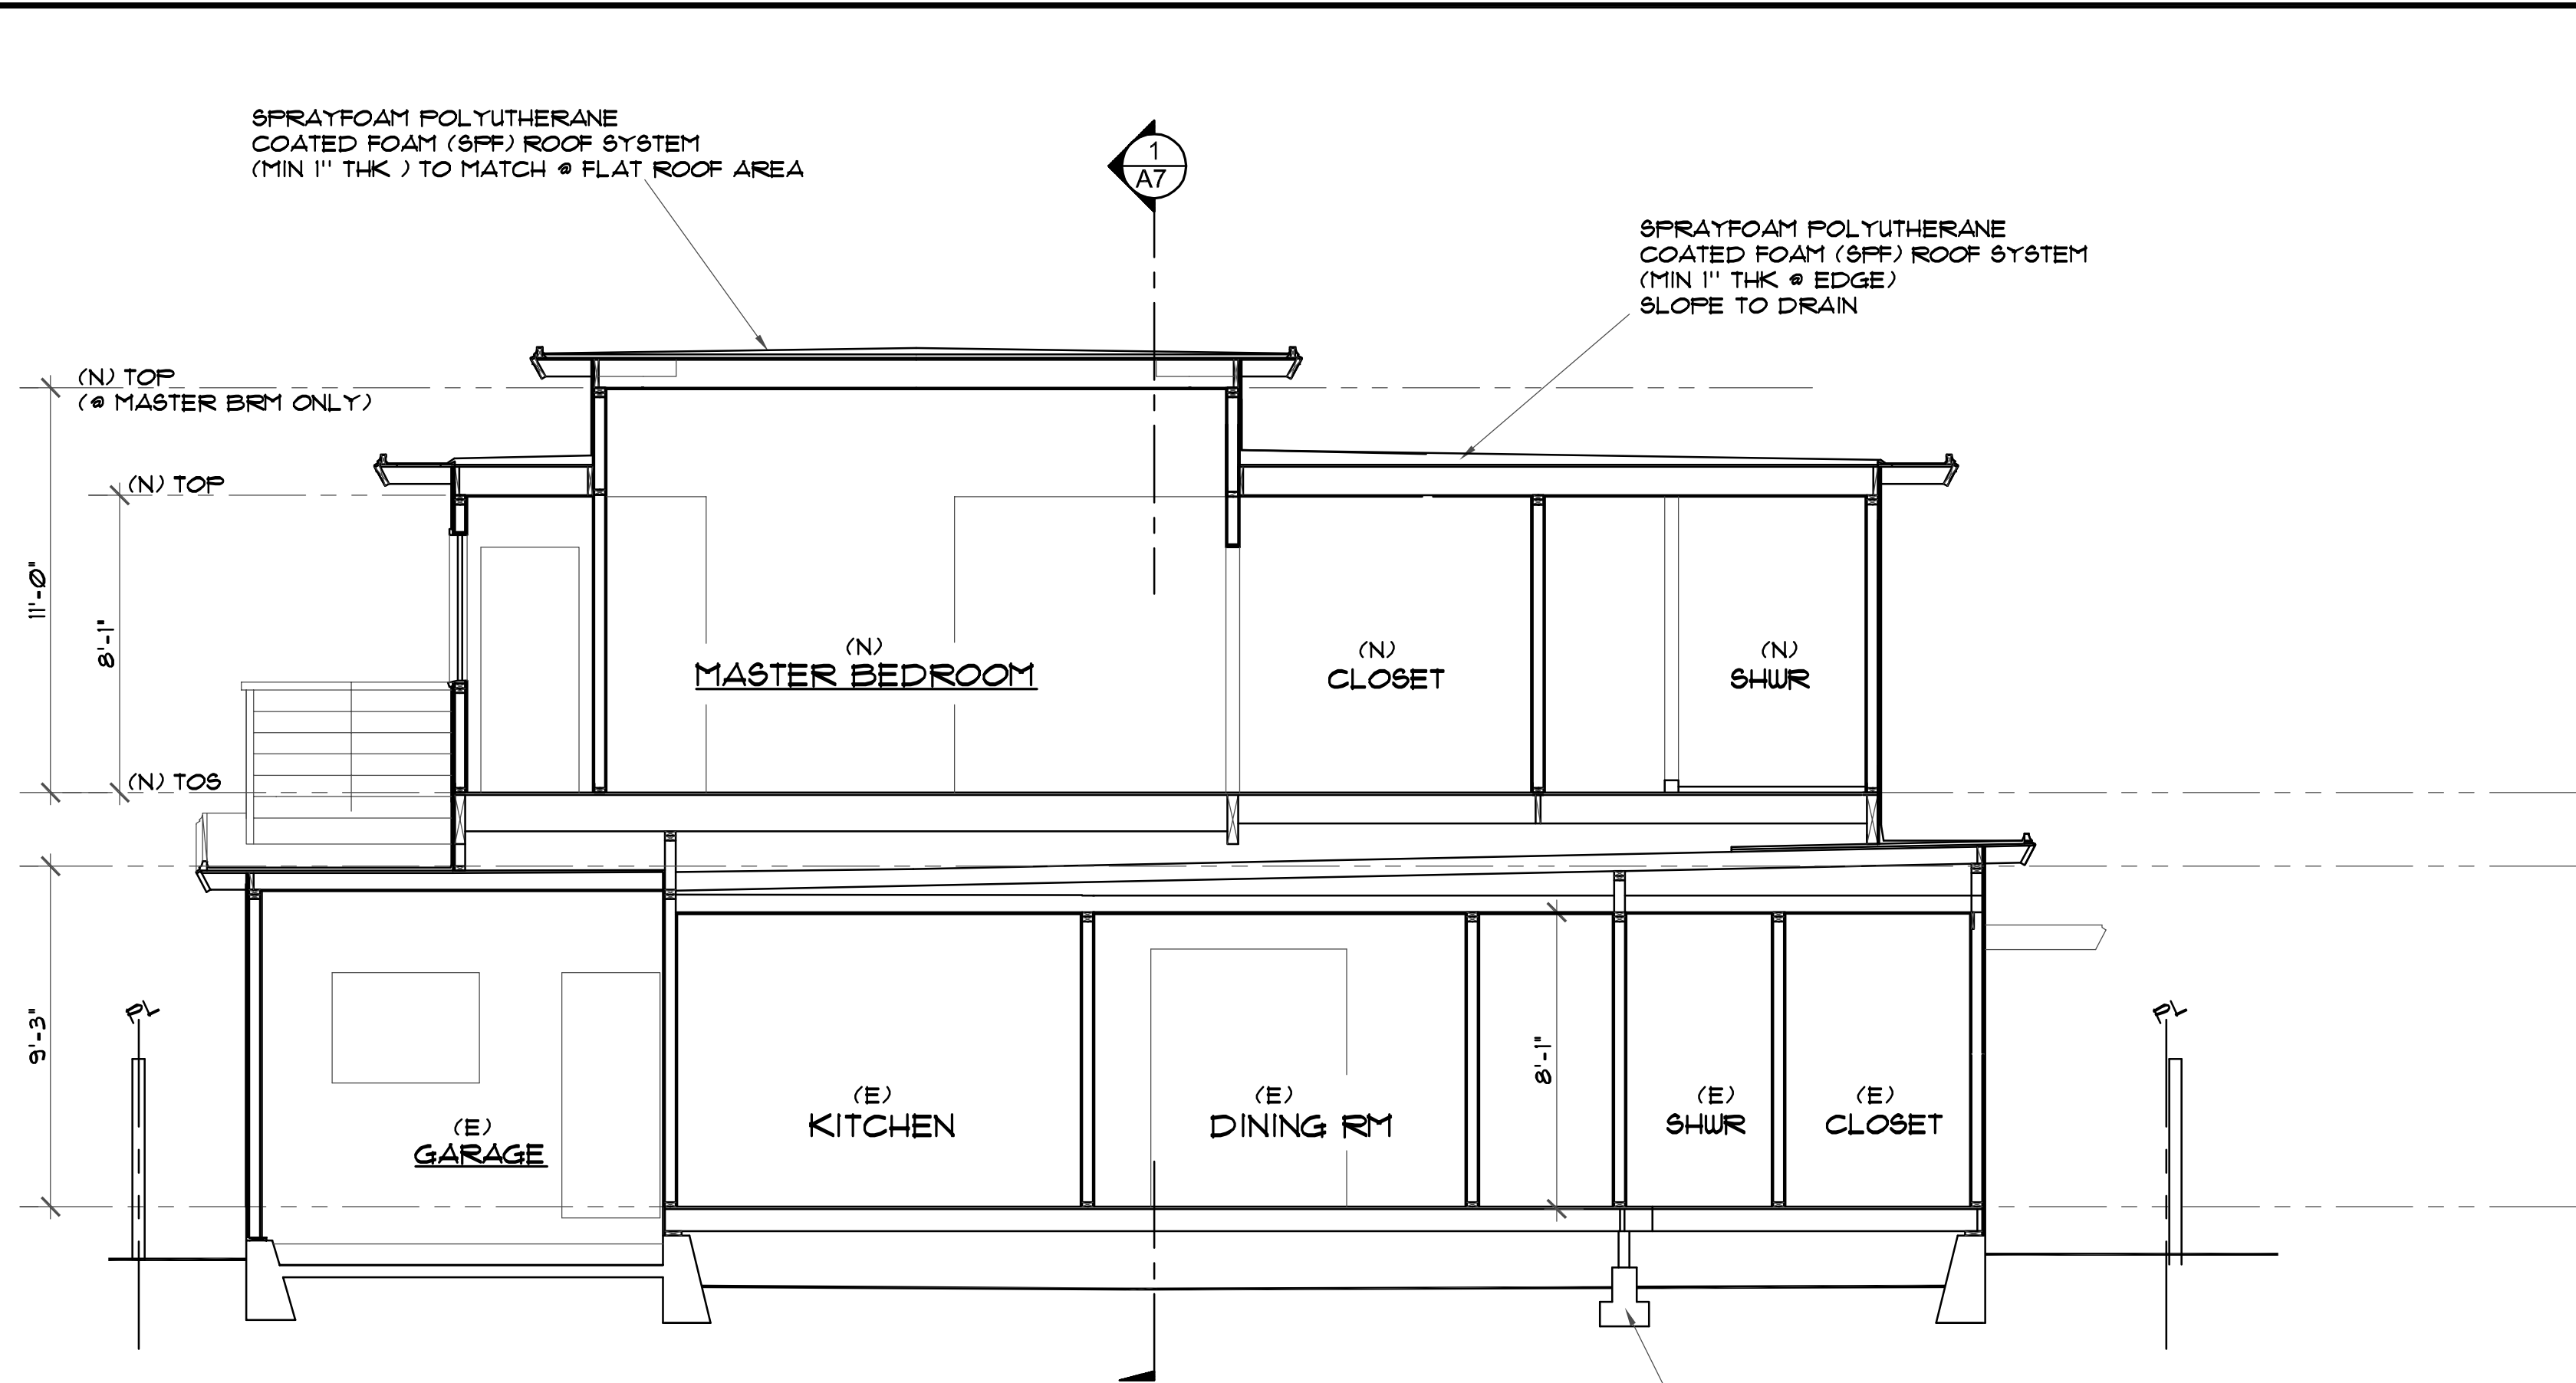 SPRAYFOAM POLYUTHERANE
COATED FOAM (SPF) ROOF SYSTEM
(MIN 1" THK ) TO MATCH @ FLAT ROOF AREA
1
A7
SPRAYFOAM POLYUTHERANE
COATED FOAM (SPF) ROOF SYSTEM
(MIN 1" THK @ EDGE)
SLOPE TO DRAIN
(N) TOP
(@ MASTER BRM ONLY)
(N) TOP
11'-0"
8'-1"
(N)
MASTER BEDROOM
(N)
CLOSET
(N)
SHWR
(N) TOS
9'-3"
PL
PL
8'-1"
(E)
GARAGE
(E)
KITCHEN
(E)
DINING RM
(E)
SHWR
(E)
CLOSET